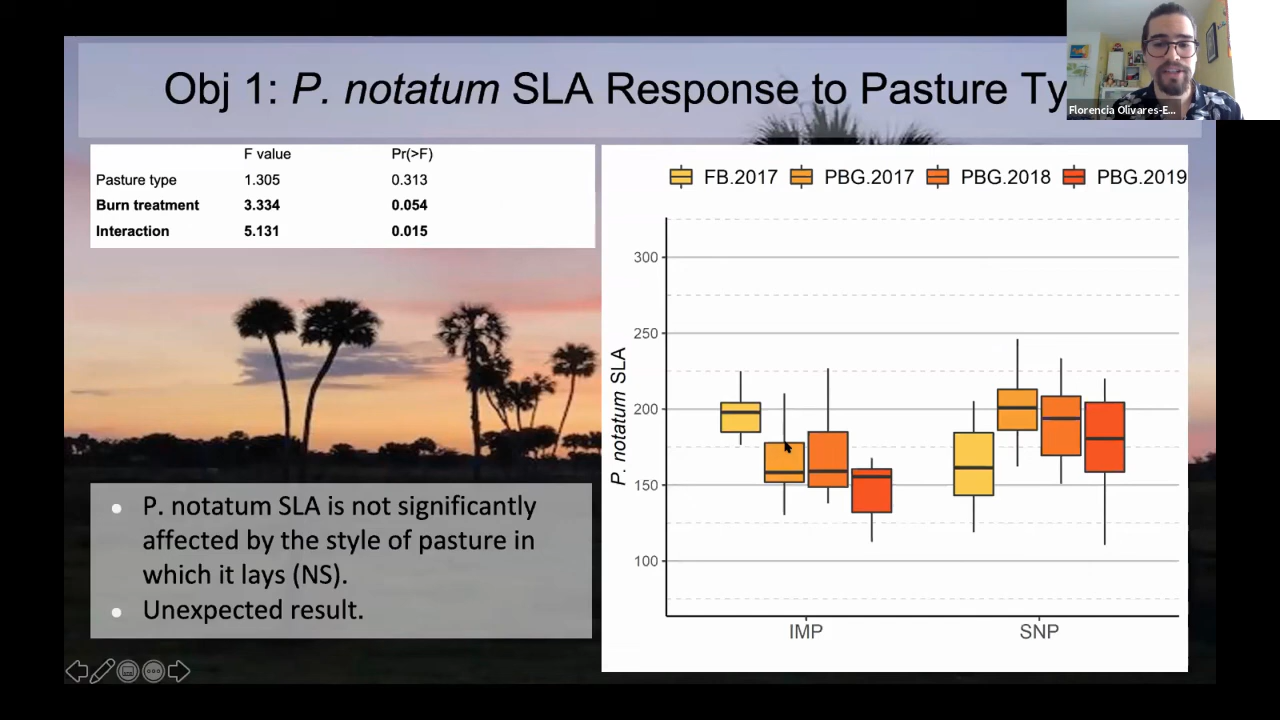 Obj 1: P. notatum SLA Response to Pasture Ty
Florencia Olivares-E...
F value Pr(>F)
Pasture type 1.305 0.313
Burn treatment 3.334 0.054
Interaction 5.131 0.015
FB.2017 PBG.2017 PBG.2018 PBG.2019
300
250
200
150
100
P. notatum SLA
IMP SNP
P. notatum SLA is not significantly
affected by the style of pasture in
which it lays (NS).
Unexpected result.